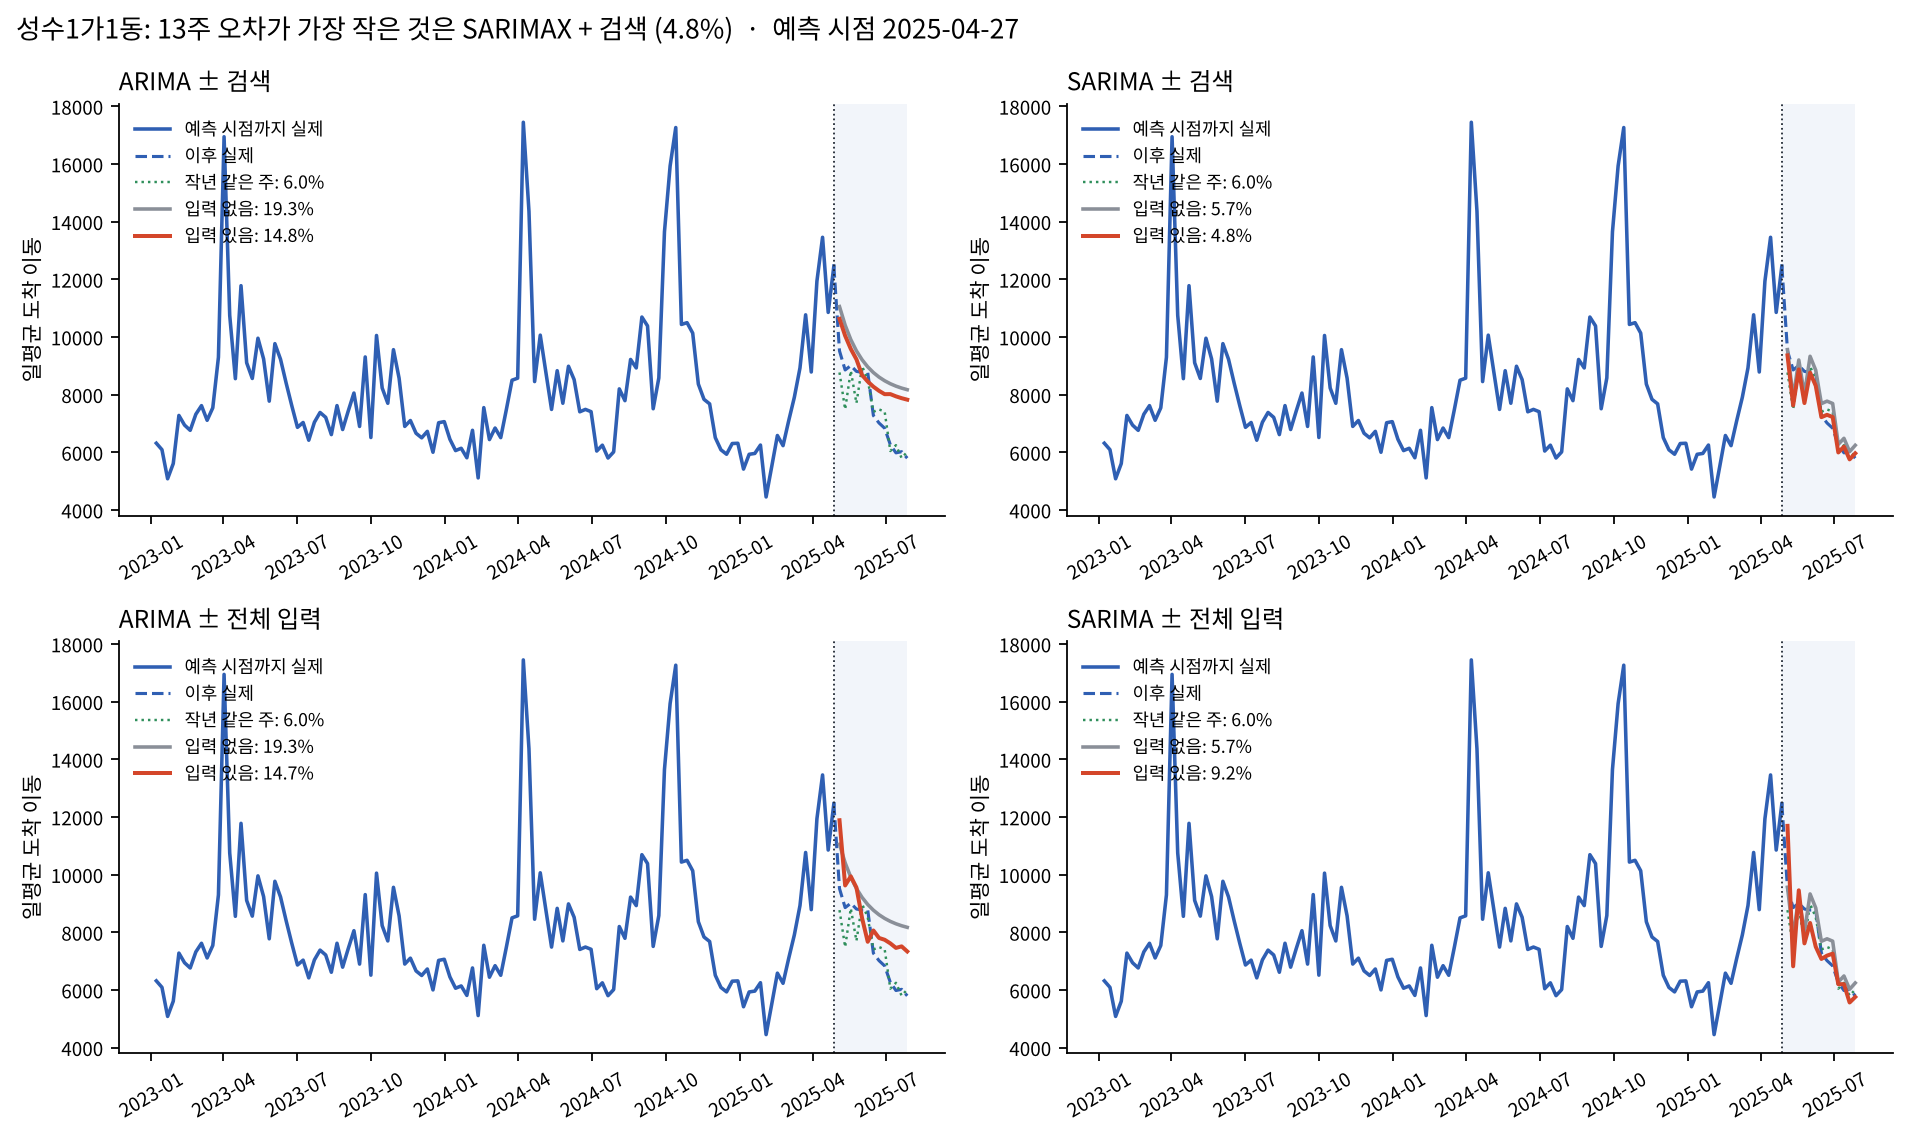 성수1가1동: 13주 오차가 가장 작은 것은 SARIMAX + 검색 (4.8%) · 예측 시점 2025-04-27
ARIMA ± 검색
일평균 도착 이동
18000
16000
14000
12000
10000
8000
6000
4000
예측 시점까지 실제
이후 실제
작년 같은 주: 6.0%
입력 없음: 19.3%
입력 있음: 14.8%
2023-01 2023-04 2023-07 2023-10 2024-01 2024-04 2024-07 2024-10 2025-01 2025-04 2025-07
SARIMA ± 검색
일평균 도착 이동
18000
16000
14000
12000
10000
8000
6000
4000
예측 시점까지 실제
이후 실제
작년 같은 주: 6.0%
입력 없음: 5.7%
입력 있음: 4.8%
2023-01 2023-04 2023-07 2023-10 2024-01 2024-04 2024-07 2024-10 2025-01 2025-04 2025-07
ARIMA ± 전체 입력
일평균 도착 이동
18000
16000
14000
12000
10000
8000
6000
4000
예측 시점까지 실제
이후 실제
작년 같은 주: 6.0%
입력 없음: 19.3%
입력 있음: 14.7%
2023-01 2023-04 2023-07 2023-10 2024-01 2024-04 2024-07 2024-10 2025-01 2025-04 2025-07
SARIMA ± 전체 입력
일평균 도착 이동
18000
16000
14000
12000
10000
8000
6000
4000
예측 시점까지 실제
이후 실제
작년 같은 주: 6.0%
입력 없음: 5.7%
입력 있음: 9.2%
2023-01 2023-04 2023-07 2023-10 2024-01 2024-04 2024-07 2024-10 2025-01 2025-04 2025-07